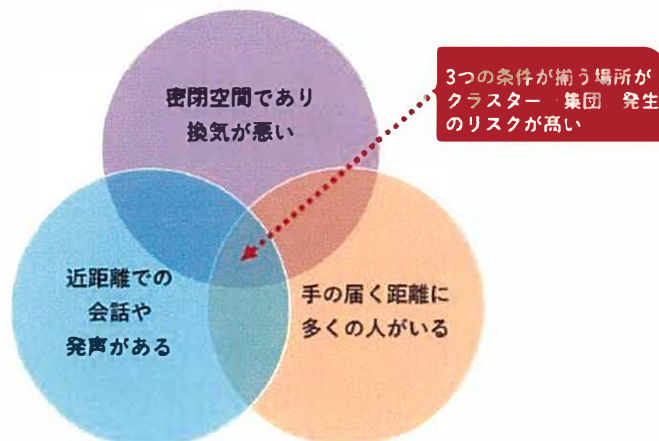 密閉空間であり
換気が悪い
3つの条件が揃う場所が
クラスター 集団 発生
のリスクが高い
近距離での
会話や
発声がある
手の届く距離に
多くの人がいる